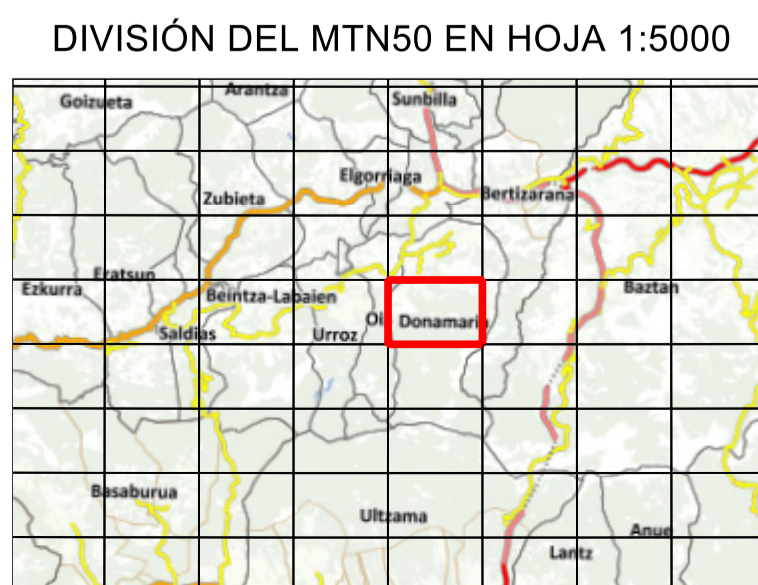 DIVISIÓN DEL MTN50 EN HOJA 1:5000
Arantza
Goizueta
Sunbilla
Elgorriaga
Zubieta
Bertizarana
Eratsun
Ezkurra
Beintza-Labaien
Baztan
Oi
Donamari
Saldias
Urroz
Basaburua
Ultzama
Anue
Lantz